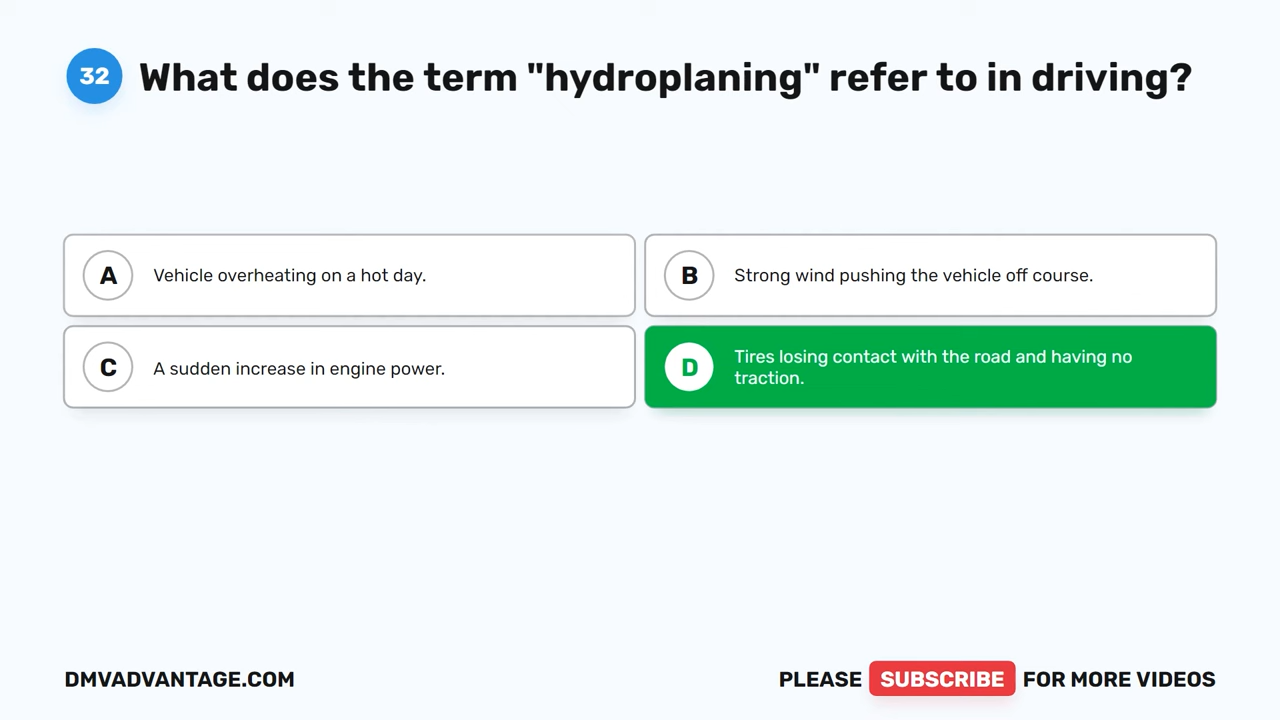 32 What does the term "hydroplaning" refer to in driving?
A Vehicle overheating on a hot day.
B Strong wind pushing the vehicle off course.
C A sudden increase in engine power.
D Tires losing contact with the road and having no
traction.
DMVADVANTAGE.COM
PLEASE SUBSCRIBE FOR MORE VIDEOS